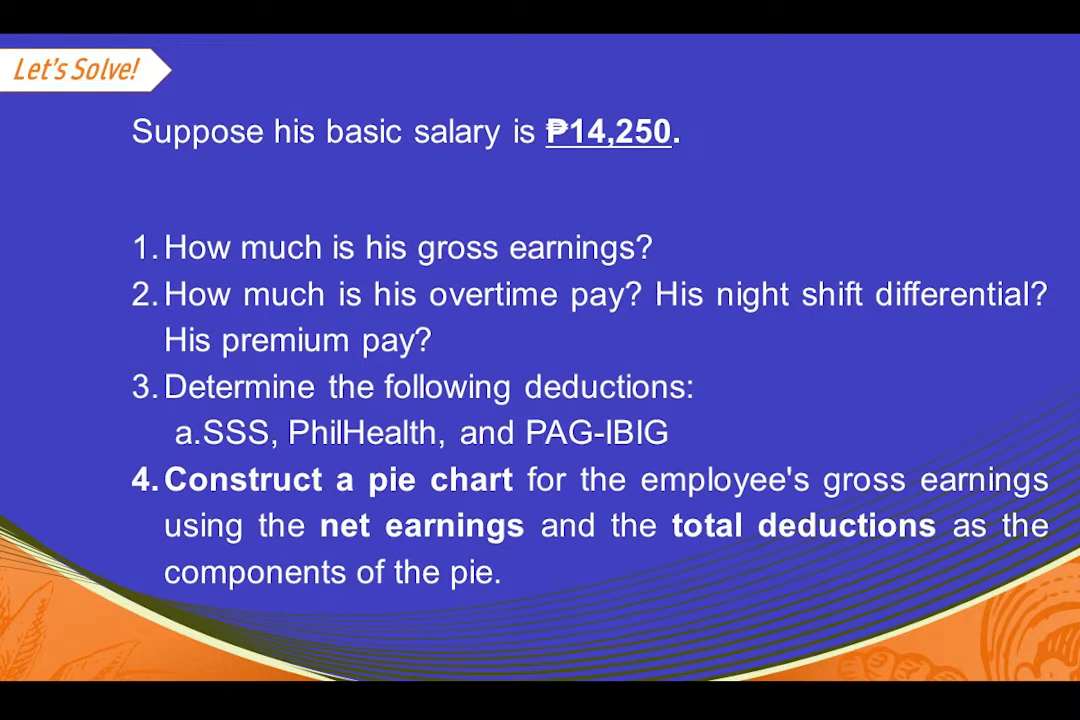 Let's Solve!
Suppose his basic salary is ₱14,250.
1. How much is his gross earnings?
2. How much is his overtime pay? His night shift differential?
His premium pay?
3. Determine the following deductions:
a.SSS, PhilHealth, and PAG-IBIG
4. Construct a pie chart for the employee's gross earnings
using the net earnings and the total deductions as the
components of the pie.